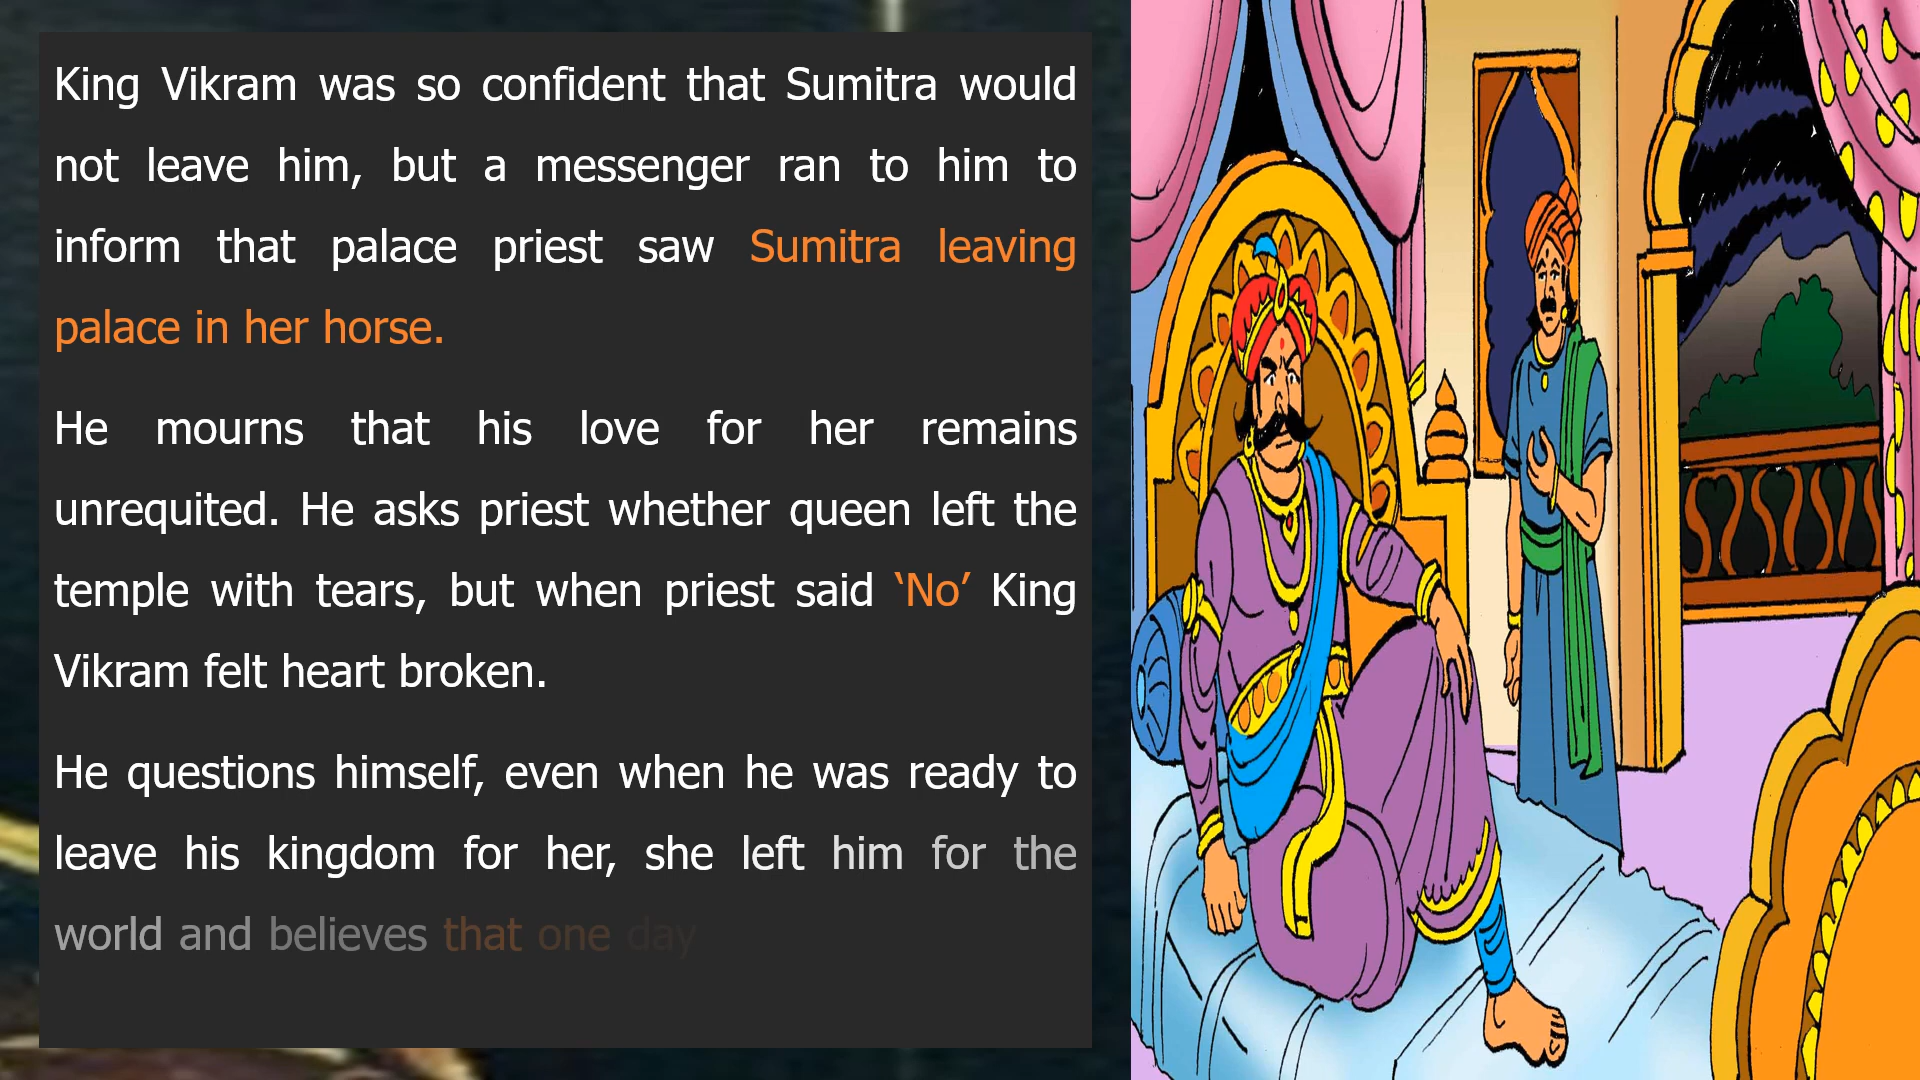 King Vikram was so confident that Sumitra would
not leave him, but a messenger ran to him to
inform that palace priest saw Sumitra leaving
palace in her horse.
He mourns that his love for her remains
unrequited. He asks priest whether queen left the
temple with tears, but when priest said ‘No’ King
Vikram felt heart broken.
He questions himself, even when he was ready to
leave his kingdom for her, she left him for the
world and believes that one day